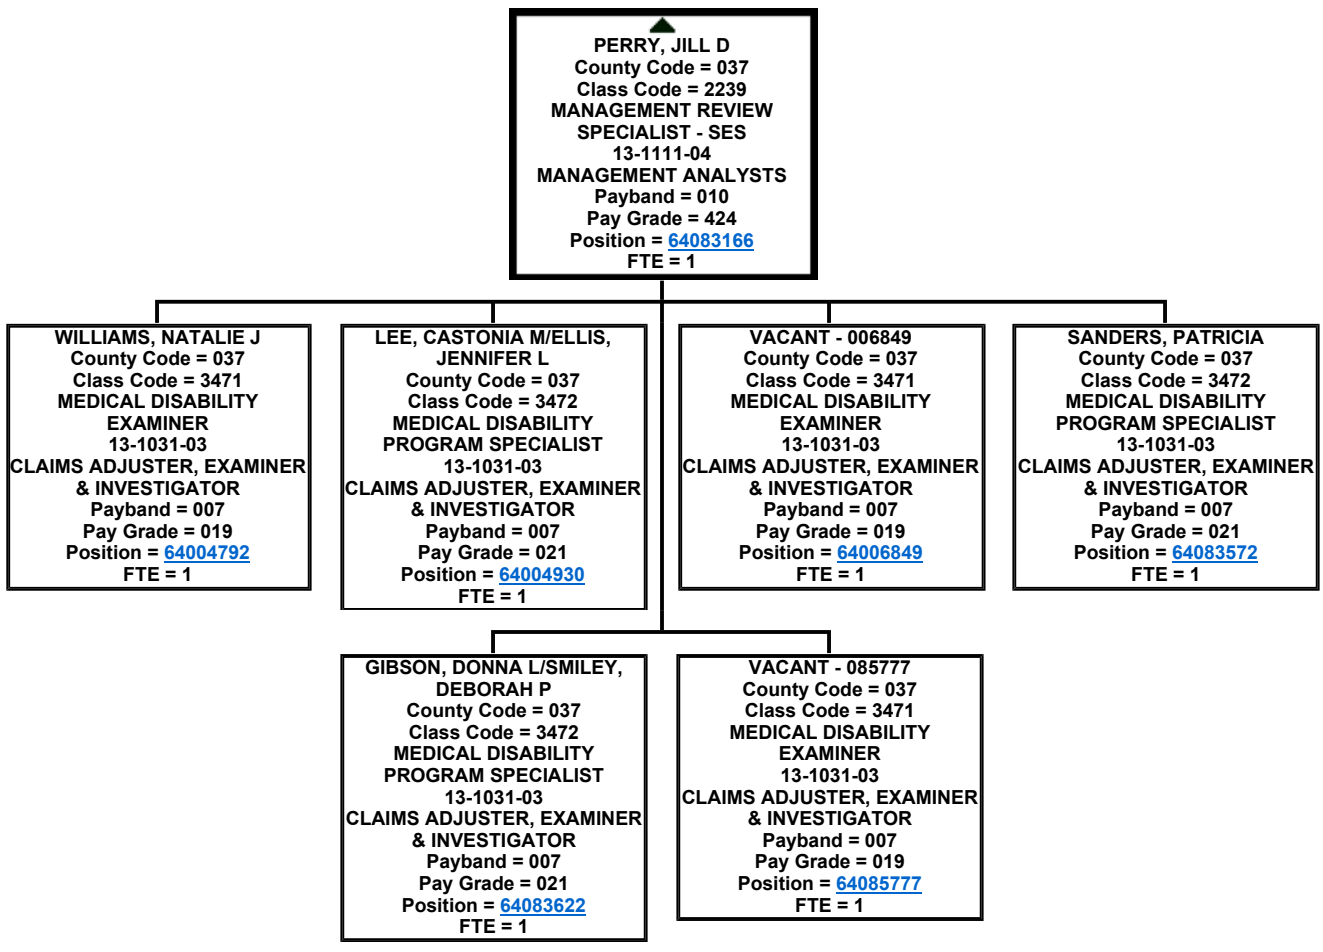 PERRY, JILL D
County Code = 037
Class Code = 2239
MANAGEMENT REVIEW
SPECIALIST - SES
13-1111-04
MANAGEMENT ANALYSTS
Payband = 010
Pay Grade = 424
Position = 64083166
FTE = 1
WILLIAMS, NATALIE J
County Code = 037
Class Code = 3471
MEDICAL DISABILITY
EXAMINER
13-1031-03
CLAIMS ADJUSTER, EXAMINER
& INVESTIGATOR
Payband = 007
Pay Grade = 019
Position = 64004792
FTE = 1
LEE, CASTONIA M/ELLIS,
JENNIFER L
County Code = 037
Class Code = 3472
MEDICAL DISABILITY
PROGRAM SPECIALIST
13-1031-03
CLAIMS ADJUSTER, EXAMINER
& INVESTIGATOR
Payband = 007
Pay Grade = 021
Position = 64004930
FTE = 1
VACANT - 006849
County Code = 037
Class Code = 3471
MEDICAL DISABILITY
EXAMINER
13-1031-03
CLAIMS ADJUSTER, EXAMINER
& INVESTIGATOR
Payband = 007
Pay Grade = 019
Position = 64006849
FTE = 1
SANDERS, PATRICIA
County Code = 037
Class Code = 3472
MEDICAL DISABILITY
PROGRAM SPECIALIST
13-1031-03
CLAIMS ADJUSTER, EXAMINER
& INVESTIGATOR
Payband = 007
Pay Grade = 021
Position = 64083572
FTE = 1
GIBSON, DONNA L/SMILEY,
DEBORAH P
County Code = 037
Class Code = 3472
MEDICAL DISABILITY
PROGRAM SPECIALIST
13-1031-03
CLAIMS ADJUSTER, EXAMINER
& INVESTIGATOR
Payband = 007
Pay Grade = 021
Position = 64083622
FTE = 1
VACANT - 085777
County Code = 037
Class Code = 3471
MEDICAL DISABILITY
EXAMINER
13-1031-03
CLAIMS ADJUSTER, EXAMINER
& INVESTIGATOR
Payband = 007
Pay Grade = 019
Position = 64085777
FTE = 1